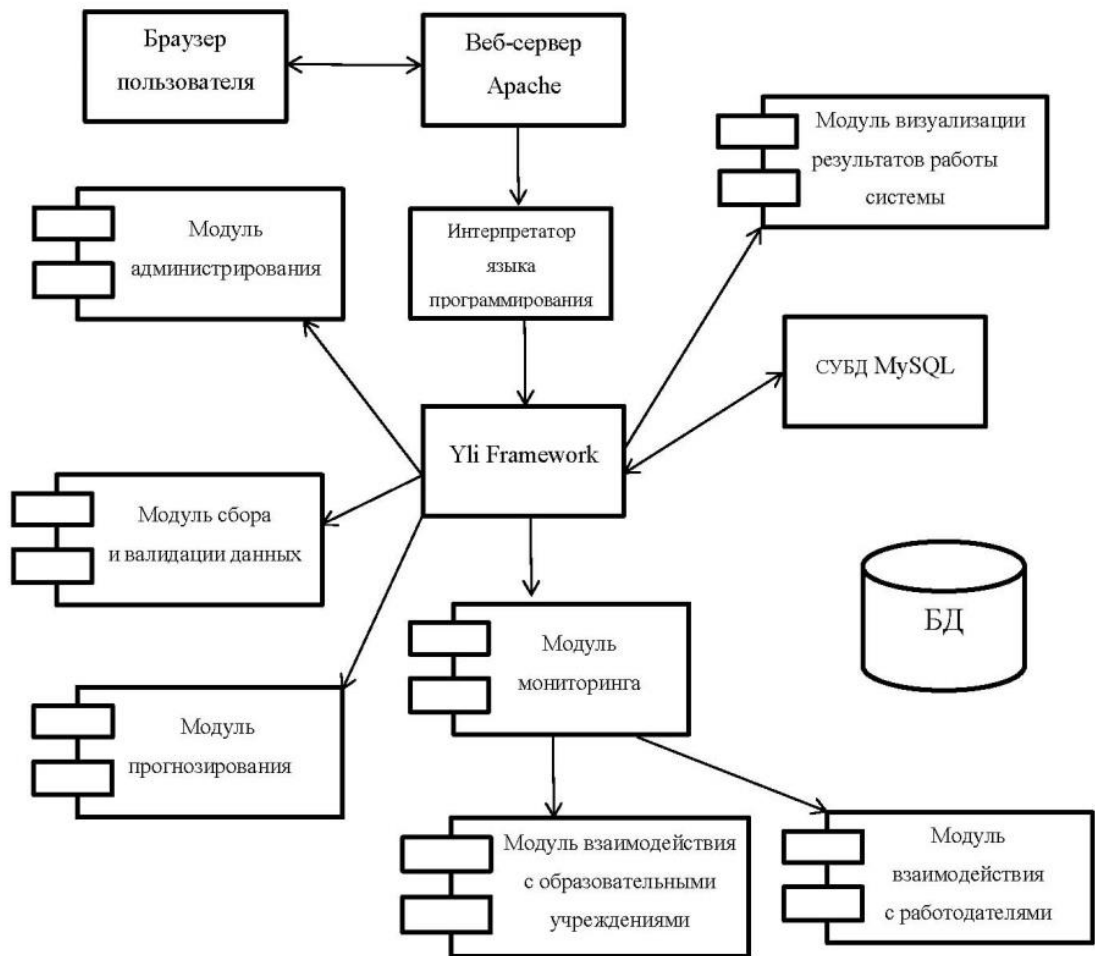 Браузер
пользователя
Веб-сервер
Apache
Модуль визуализации
результатов работы
системы
Модуль
администрирования
Интерпретатор
языка
программирования
СУБД MySQL
Yli Framework
Модуль сбора
и валидации данных
БД
Модуль
мониторинга
Модуль
прогнозирования
Модуль взаимодействия
с образовательными
учреждениями
Модуль
взаимодействия
с работодателями